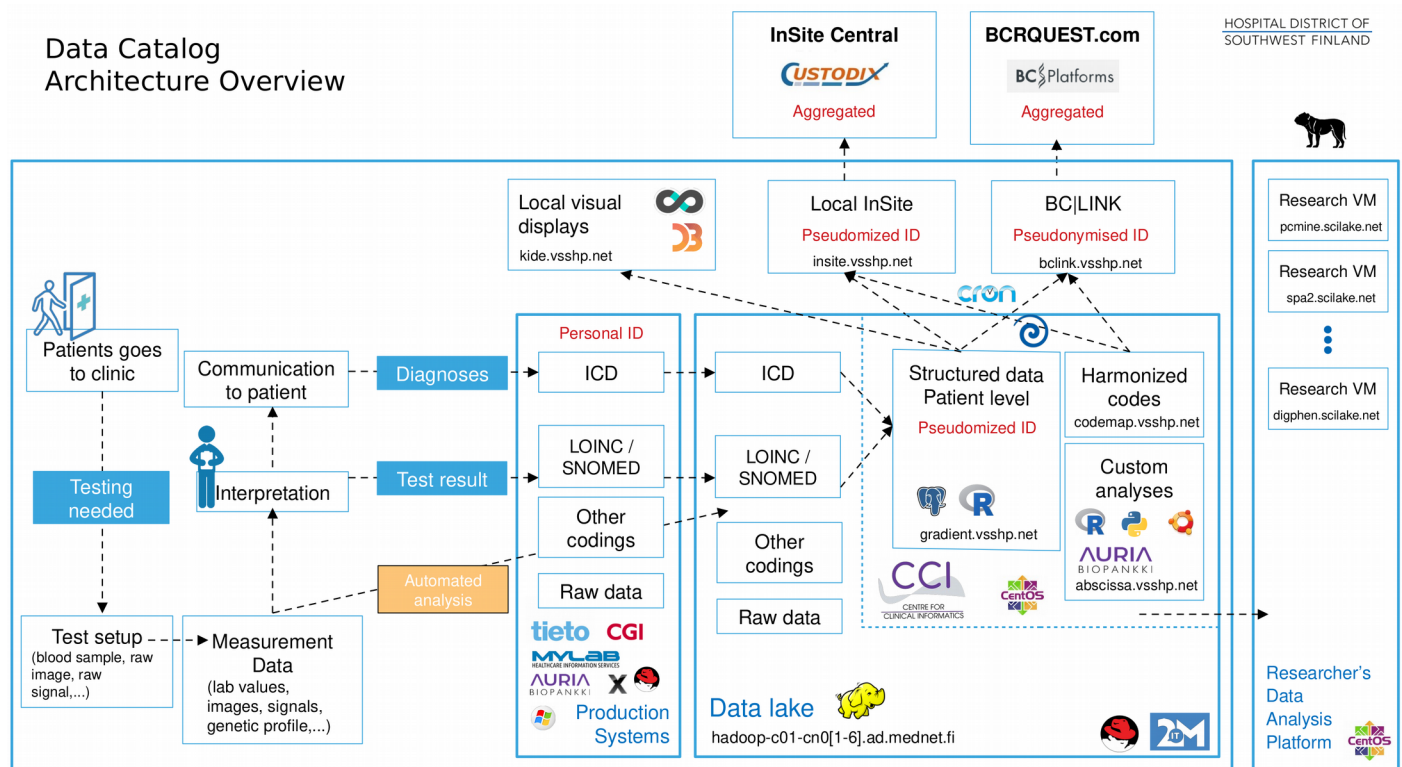 Data Catalog
Architecture Overview
InSite Central
CUSTODIX
Aggregated
BCRQUEST.com
BC Platforms
Aggregated
HOSPITAL DISTRICT OF
SOUTHWEST FINLAND
Local visual
displays
D3
kide.vsshp.net
Local InSite
Pseudomized ID
insite.vsshp.net
BC|LINK
Pseudonymised ID
bclink.vsshp.net
cron
Research VM
pcmine.scilake.net
Research VM
spa2.scilake.net
Research VM
digphen.scilake.net
Researcher's
Data
Analysis
Platform
CentOS
Patients goes
to clinic
Testing
needed
Test setup
(blood sample, raw
image, raw
signal,...)
Measurement
Data
(lab values,
images, signals,
genetic profile,...)
Interpretation
Communication
to patient
Diagnoses
Test result
Automated
analysis
Personal ID
ICD
LOINC /
SNOMED
Other
codings
Raw data
tieto
CGI
MYLAB
HEALTHCARE INFORMATION SERVICES
AURIA
BIOPANKKI
X
Production
Systems
ICD
LOINC /
SNOMED
Other
codings
Raw data
Data lake
hadoop-c01-cn0[1-6].ad.mednet.fi
Structured data
Patient level
Pseudomized ID
R
gradient.vsshp.net
Harmonized
codes
codemap.vsshp.net
Custom
analyses
R
AURIA
BIOPANKKI
abscissa.vsshp.net
CCI
CENTRE FOR
CLINICAL INFORMATICS
CentOS
2M
IT